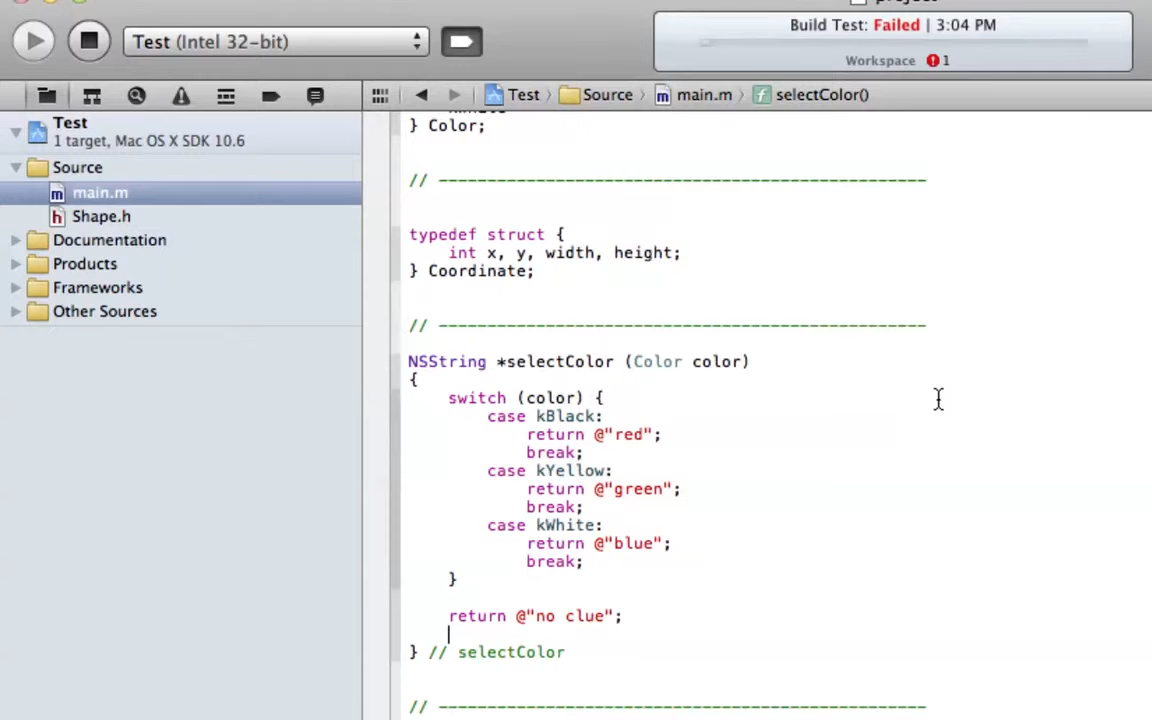 project
Test (Intel 32-bit)
Build Test: Failed | 3:04 PM
Workspace 1
Test Source m main.m f selectColor()
Test
1 target, Mac OS X SDK 10.6
Source
m main.m
h Shape.h
Documentation
Products
Frameworks
Other Sources
} Color;
// --------------------------------------------------
typedef struct {
int x, y, width, height;
} Coordinate;
// --------------------------------------------------
NSString *selectColor (Color color)
{
switch (color) {
case kBlack:
return @"red";
break;
case kYellow:
return @"green";
break;
case kWhite:
return @"blue";
break;
}
return @"no clue";
} // selectColor
// --------------------------------------------------